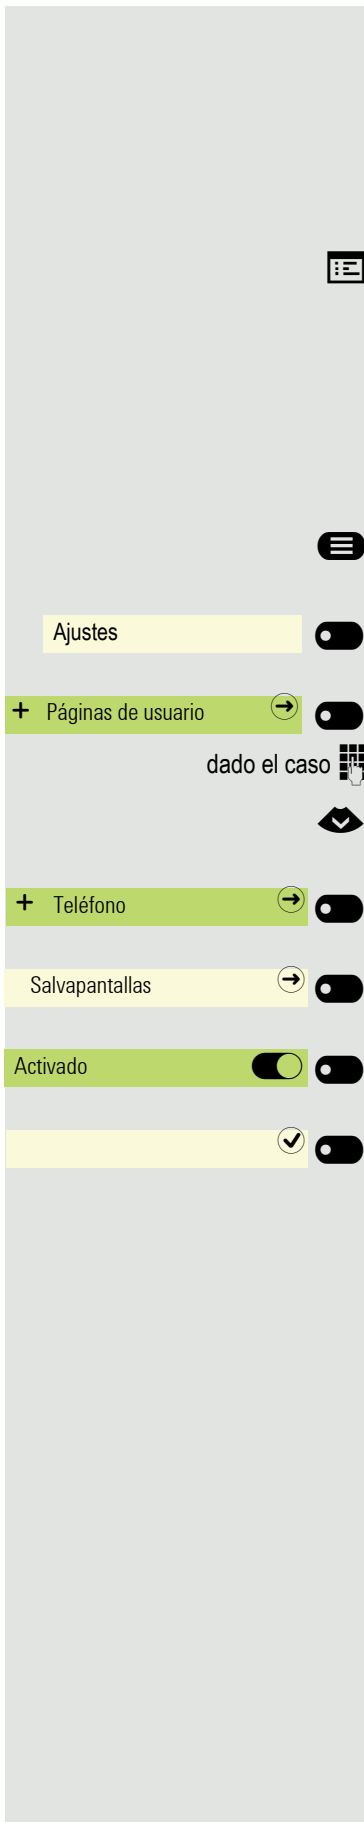 Ajustes
+ Páginas de usuario
dado el caso
+ Teléfono
Salvapantallas
Activado